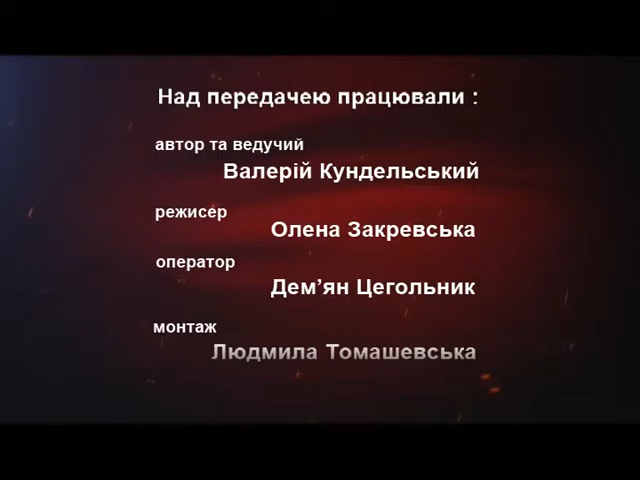 Над передачею працювали :
автор та ведучий
Валерій Кундельський
режисер
Олена Закревська
оператор
Дем’ян Цегольник
монтаж
Людмила Томашевська